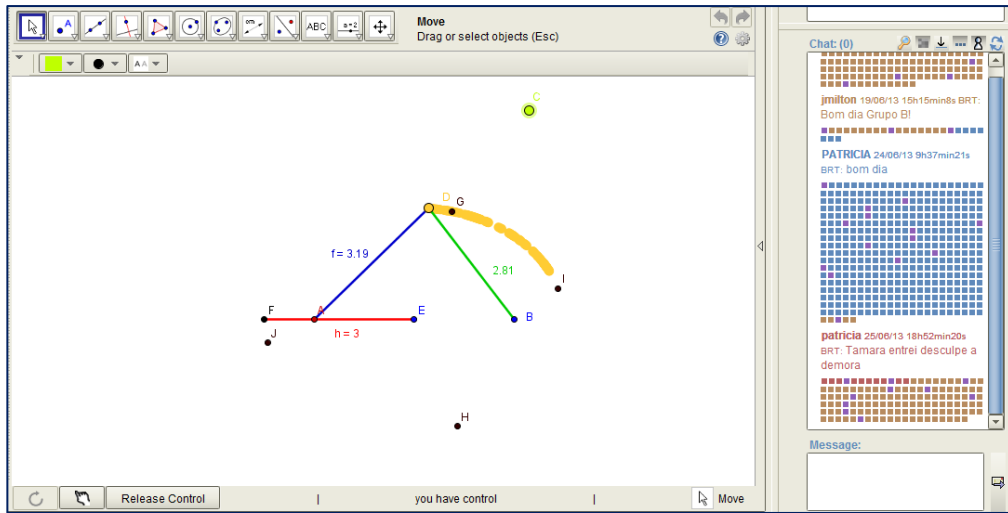 ABC
a=2
Move
Drag or select objects (Esc)
A A
C
D
G
f = 3.19
2.81
I
F
A
E
B
J
h = 3
H
Release Control
you have control
Move
Chat: (0)
jmilton 19/06/13 15h15min8s BRT:
Bom dia Grupo B!
PATRICIA 24/06/13 9h37min21s
BRT: bom dia
patricia 25/06/13 18h52min20s
BRT: Tamara entrei desculpe a
demora
Message: